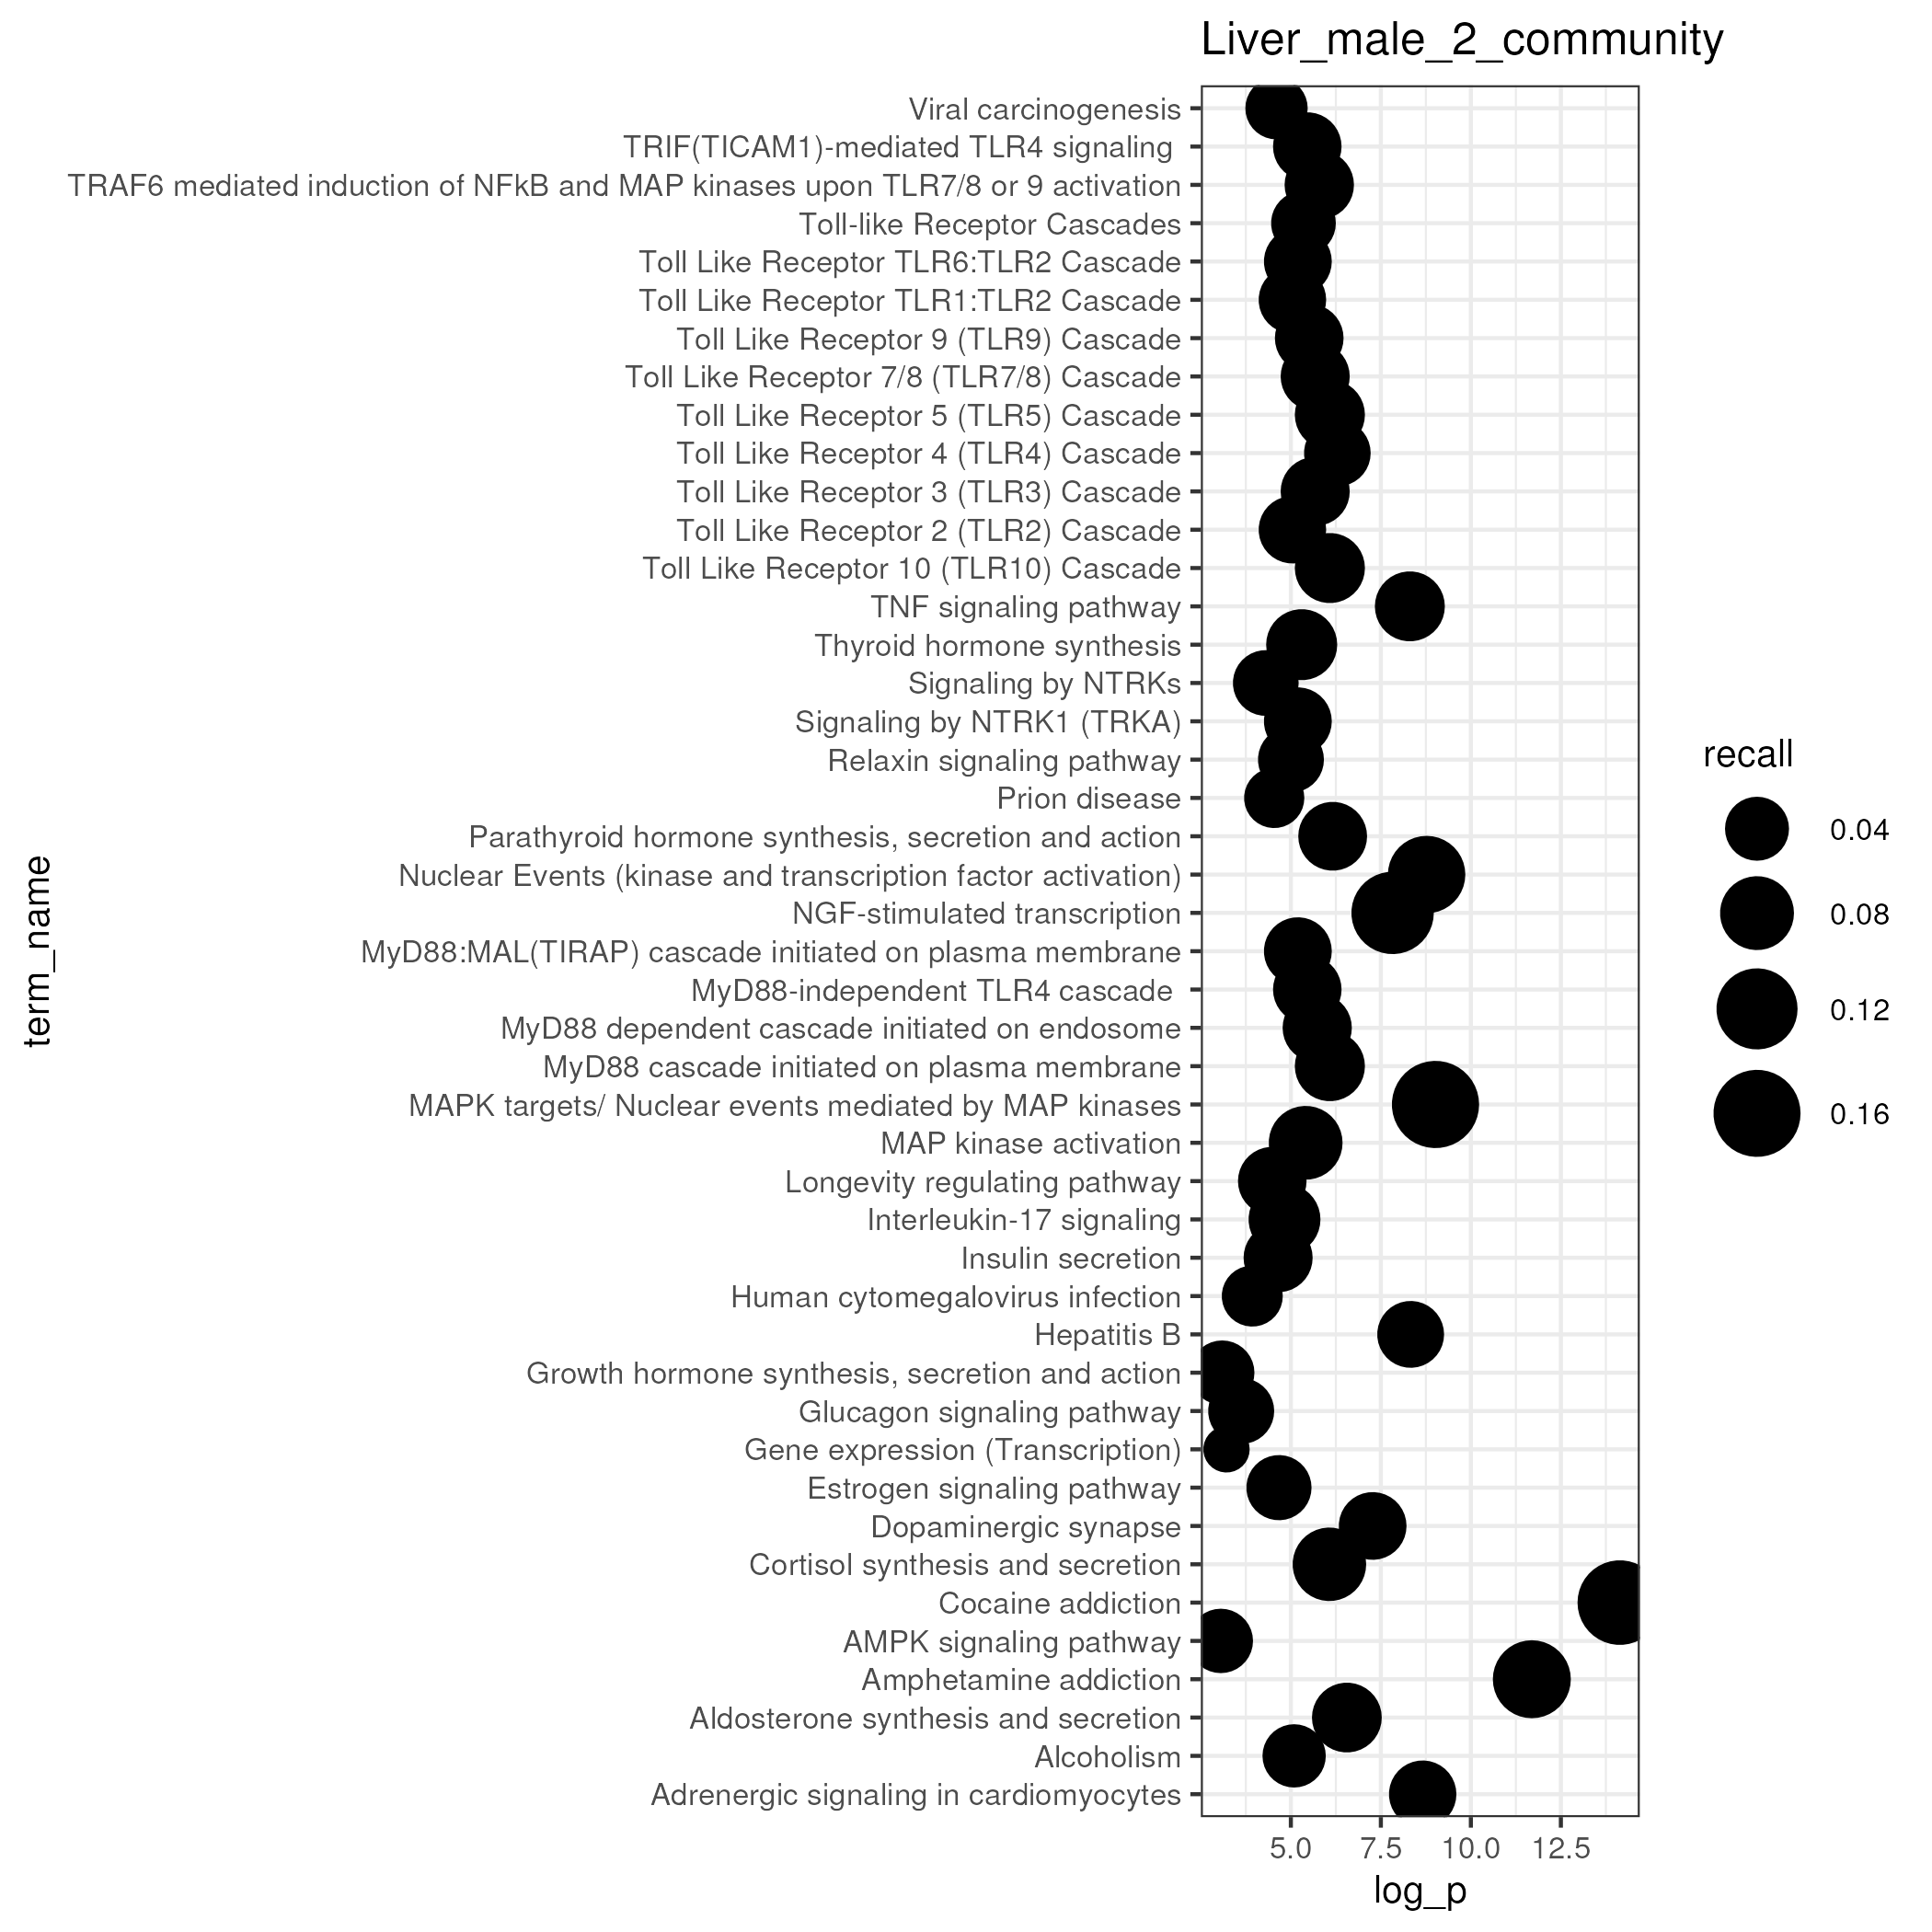 Liver_male_2_community
Viral carcinogenesis
TRIF(TICAM1)-mediated TLR4 signaling
TRAF6 mediated induction of NFkB and MAP kinases upon TLR7/8 or 9 activation
Toll-like Receptor Cascades
Toll Like Receptor TLR6:TLR2 Cascade
Toll Like Receptor TLR1:TLR2 Cascade
Toll Like Receptor 9 (TLR9) Cascade
Toll Like Receptor 7/8 (TLR7/8) Cascade
Toll Like Receptor 5 (TLR5) Cascade
Toll Like Receptor 4 (TLR4) Cascade
Toll Like Receptor 3 (TLR3) Cascade
Toll Like Receptor 2 (TLR2) Cascade
Toll Like Receptor 10 (TLR10) Cascade
TNF signaling pathway
Thyroid hormone synthesis
Signaling by NTRKs
Signaling by NTRK1 (TRKA)
Relaxin signaling pathway
Prion disease
Parathyroid hormone synthesis, secretion and action
Nuclear Events (kinase and transcription factor activation)
NGF-stimulated transcription
MyD88:MAL(TIRAP) cascade initiated on plasma membrane
MyD88-independent TLR4 cascade
MyD88 dependent cascade initiated on endosome
MyD88 cascade initiated on plasma membrane
MAPK targets/ Nuclear events mediated by MAP kinases
MAP kinase activation
Longevity regulating pathway
Interleukin-17 signaling
Insulin secretion
Human cytomegalovirus infection
Hepatitis B
Growth hormone synthesis, secretion and action
Glucagon signaling pathway
Gene expression (Transcription)
Estrogen signaling pathway
Dopaminergic synapse
Cortisol synthesis and secretion
Cocaine addiction
AMPK signaling pathway
Amphetamine addiction
Aldosterone synthesis and secretion
Alcoholism
Adrenergic signaling in cardiomyocytes
term_name
5.0 7.5 10.0 12.5
log_p
recall
0.04
0.08
0.12
0.16